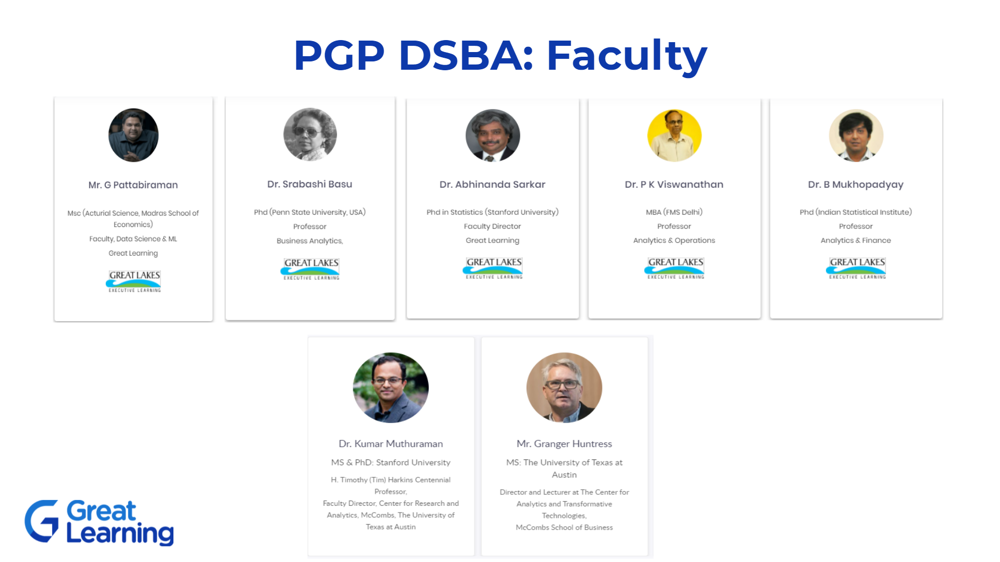 PGP DSBA: Faculty
Mr. G Pattabiraman
Msc (Acturial Science, Madras School of
Economics)
Faculty, Data Science & ML
Great Learning
GREAT LAKES
EXECUTIVE LEARNING
Dr. Srabashi Basu
Phd (Penn State University, USA)
Professor
Business Analytics,
GREAT LAKES
EXECUTIVE LEARNING
Dr. Abhinanda Sarkar
Phd in Statistics (Stanford University)
Faculty Director
Great Learning
GREAT LAKES
EXECUTIVE LEARNING
Dr. P K Viswanathan
MBA (FMS Delhi)
Professor
Analytics & Operations
GREAT LAKES
EXECUTIVE LEARNING
Dr. B Mukhopadyay
Phd (Indian Statistical Institute)
Professor
Analytics & Finance
GREAT LAKES
EXECUTIVE LEARNING
Dr. Kumar Muthuraman
MS & PhD: Stanford University
H. Timothy (Tim) Harkins Centennial
Professor,
Faculty Director, Center for Research and
Analytics, McCombs, The University of
Texas at Austin
Mr. Granger Huntress
MS: The University of Texas at
Austin
Director and Lecturer at The Center for
Analytics and Transformative
Technologies,
McCombs School of Business
Great
Learning